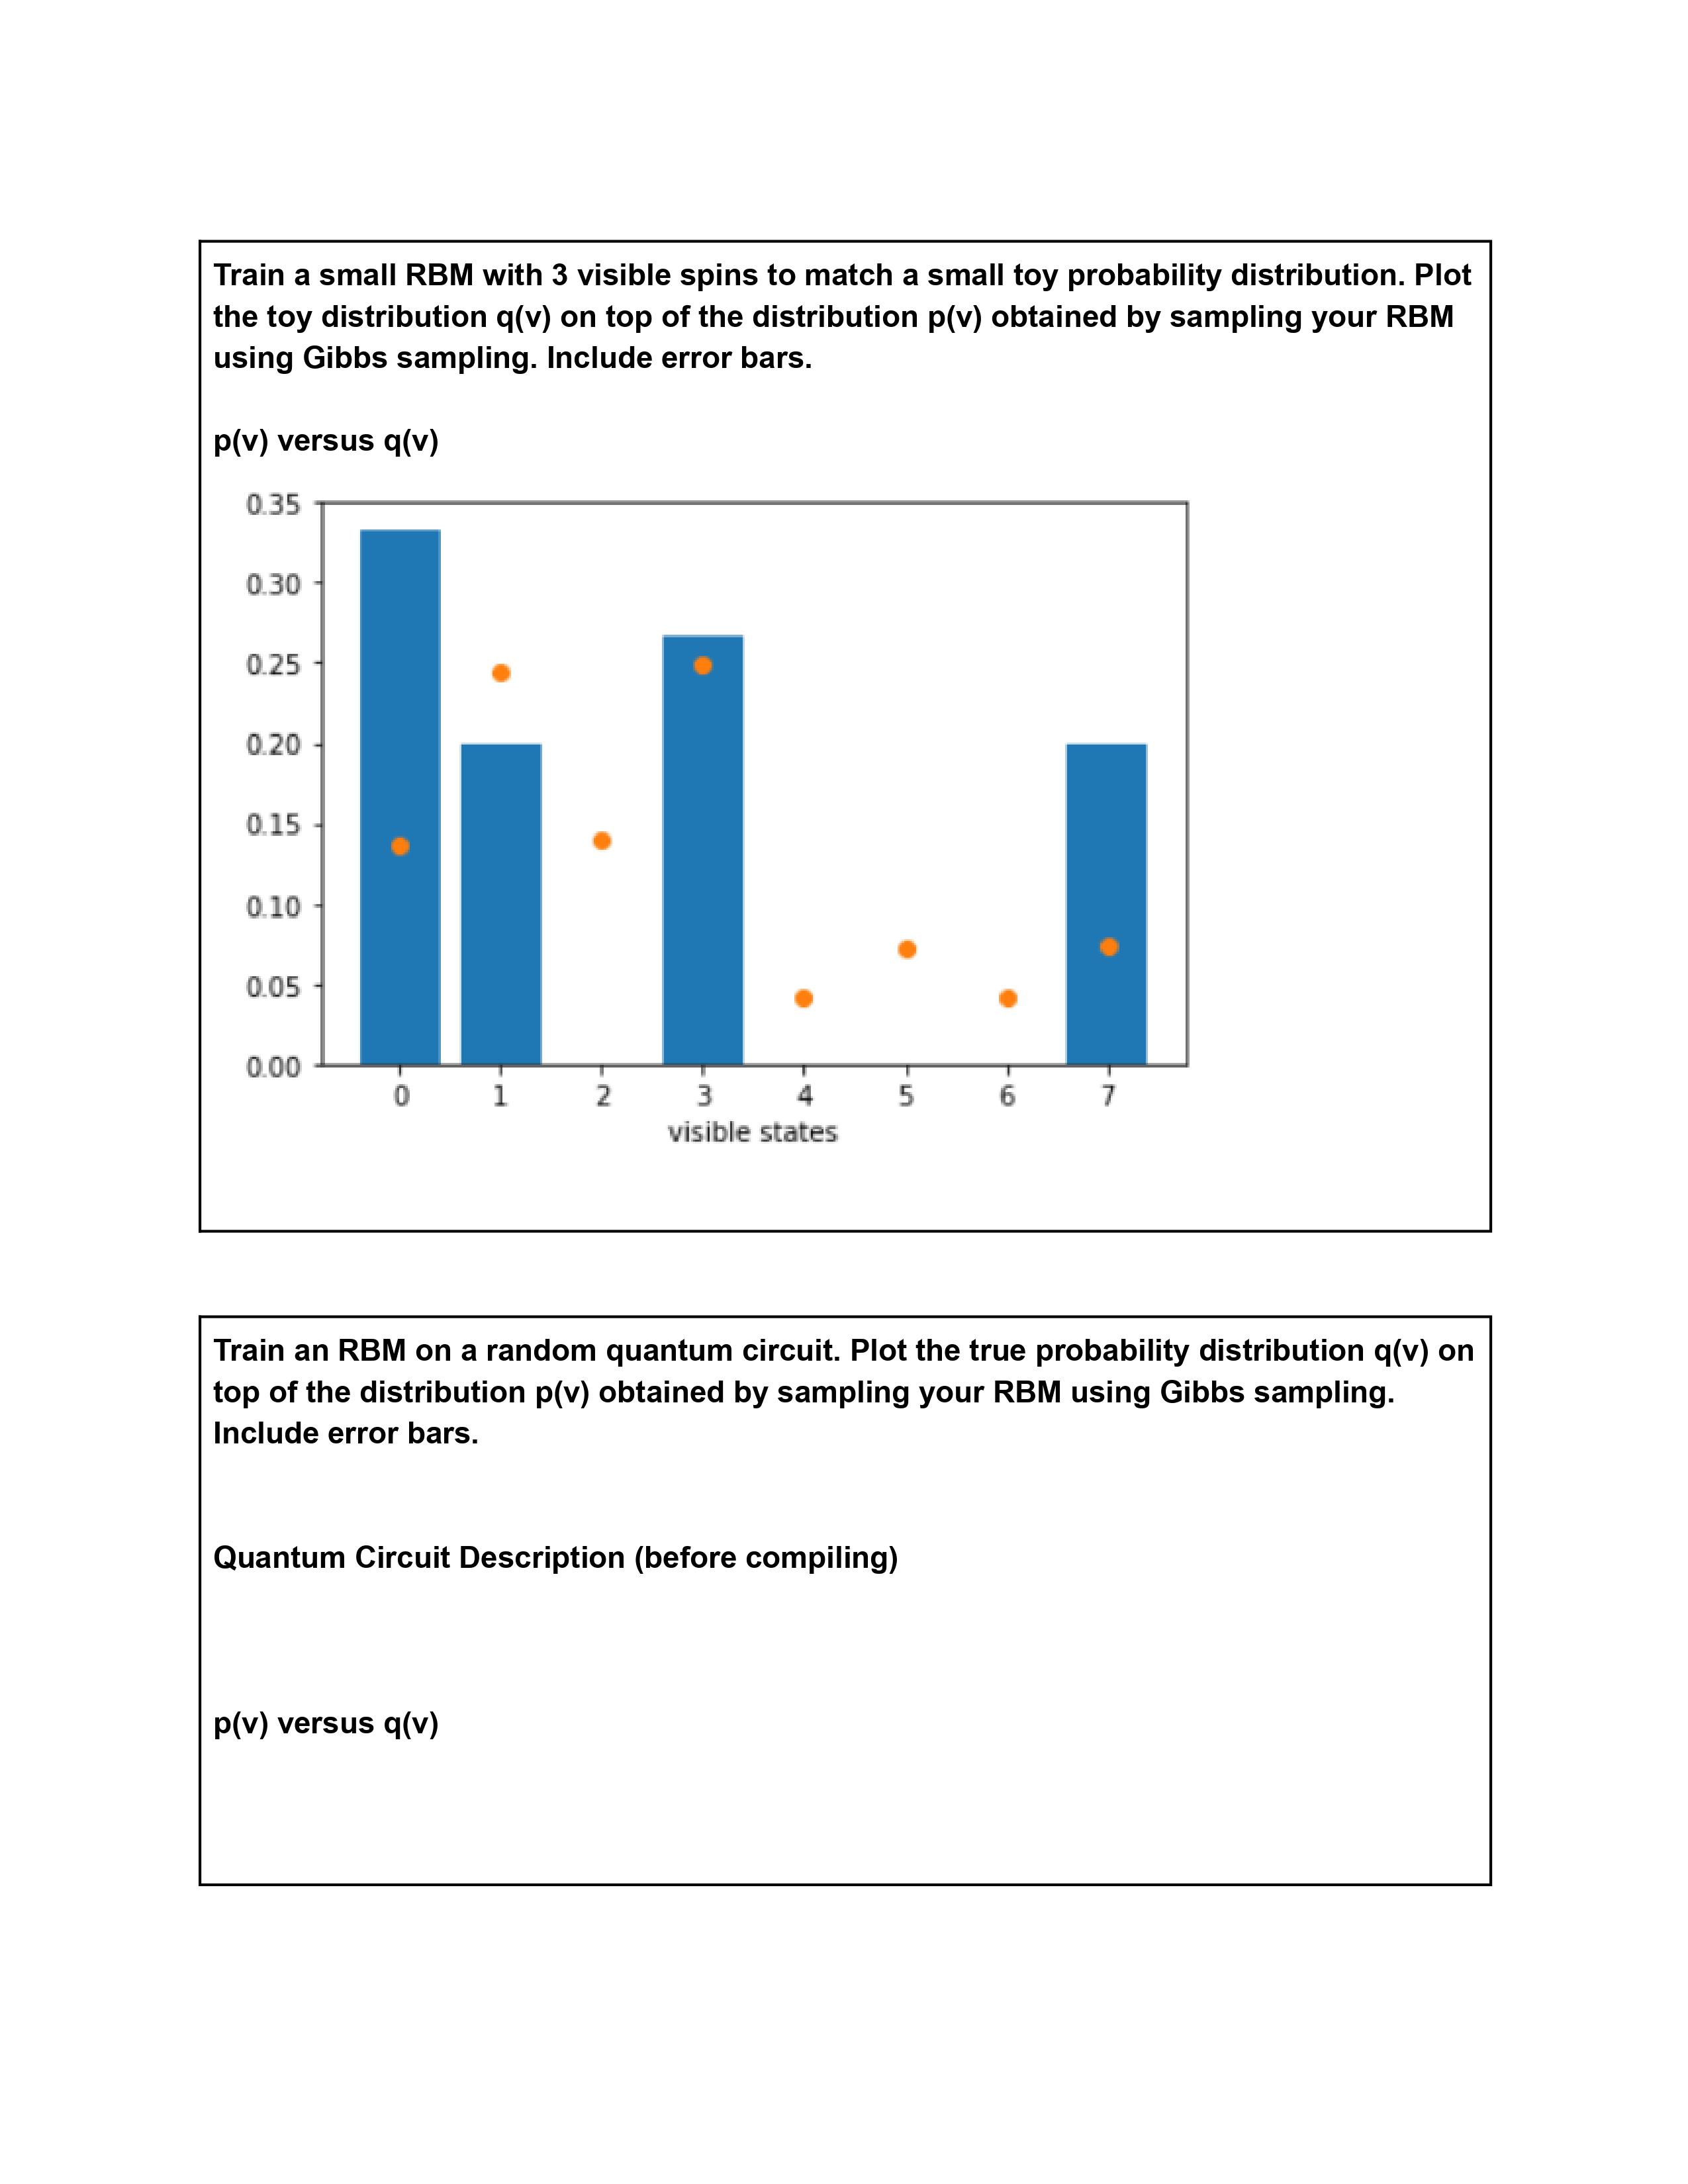 Train a small RBM with 3 visible spins to match a small toy probability distribution. Plot
the toy distribution q(v) on top of the distribution p(v) obtained by sampling your RBM
using Gibbs sampling. Include error bars.
p(v) versus q(v)
0.35
0.30
0.25
0.20
0.15
0.10
0.05
0.00
0 1 2 3 4 5 6 7
visible states
Train an RBM on a random quantum circuit. Plot the true probability distribution q(v) on
top of the distribution p(v) obtained by sampling your RBM using Gibbs sampling.
Include error bars.
Quantum Circuit Description (before compiling)
p(v) versus q(v)